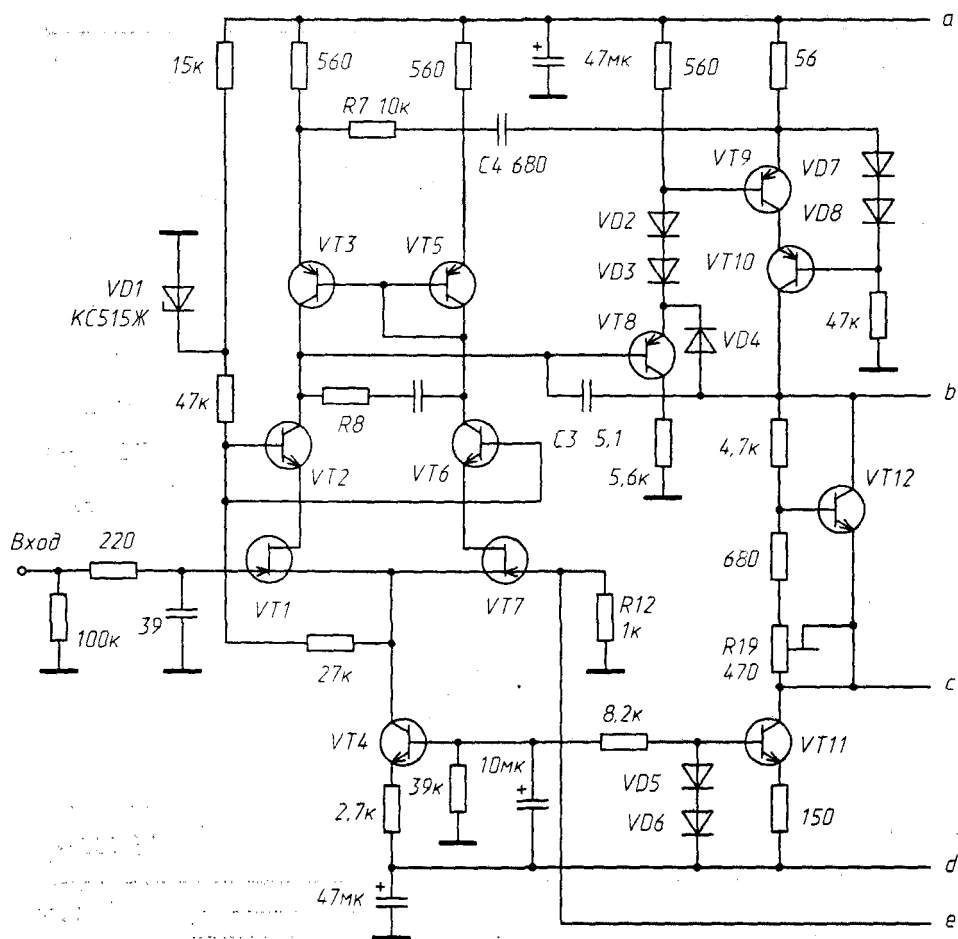 a
15к
560
560
47мк
560
56
+
R7 10к
C4 680
VT9
VD7
VD8
VD2
VT3
VT5
VT10
VD3
VD1
КС515Ж
VT8
VD4
47к
47к
b
R8
C3 5,1
4,7к
VT2
VT6
5,6к
VT12
Вход
220
680
VT1
VT7
R12
1к
39
100к
R19
470
27к
c
8,2к
VT4
10мк
VT11
+
39к
VD5
2,7к
VD6
150
d
47мк
+
e